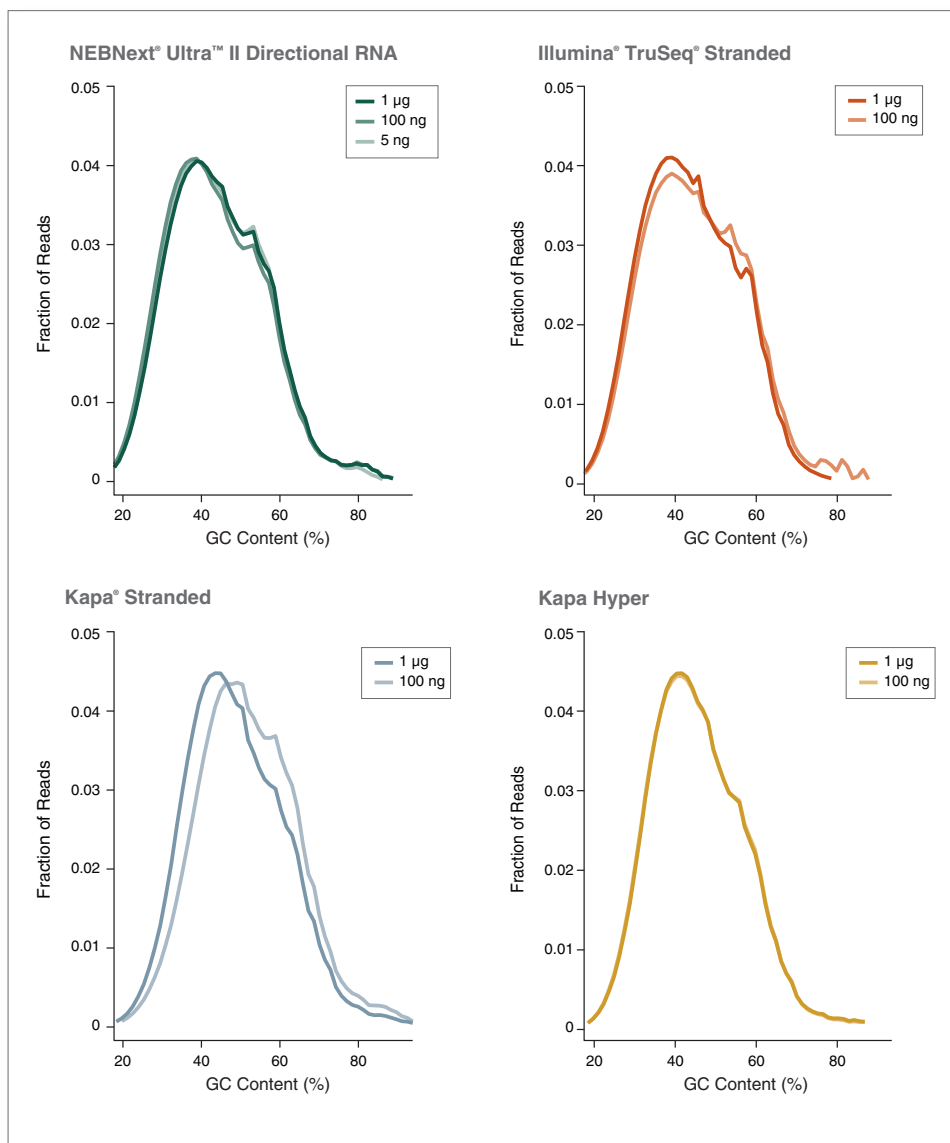 NEBNext® Ultra™ II Directional RNA
0.05
0.04
0.03
0.02
0.01
0
Fraction of Reads
1 µg
100 ng
5 ng
20 40 60 80
GC Content (%)
Illumina® TruSeq® Stranded
0.05
0.04
0.03
0.02
0.01
0
Fraction of Reads
1 µg
100 ng
20 40 60 80
GC Content (%)
Kapa® Stranded
0.05
0.04
0.03
0.02
0.01
0
Fraction of Reads
1 µg
100 ng
20 40 60 80
GC Content (%)
Kapa Hyper
0.05
0.04
0.03
0.02
0.01
0
Fraction of Reads
1 µg
100 ng
20 40 60 80
GC Content (%)